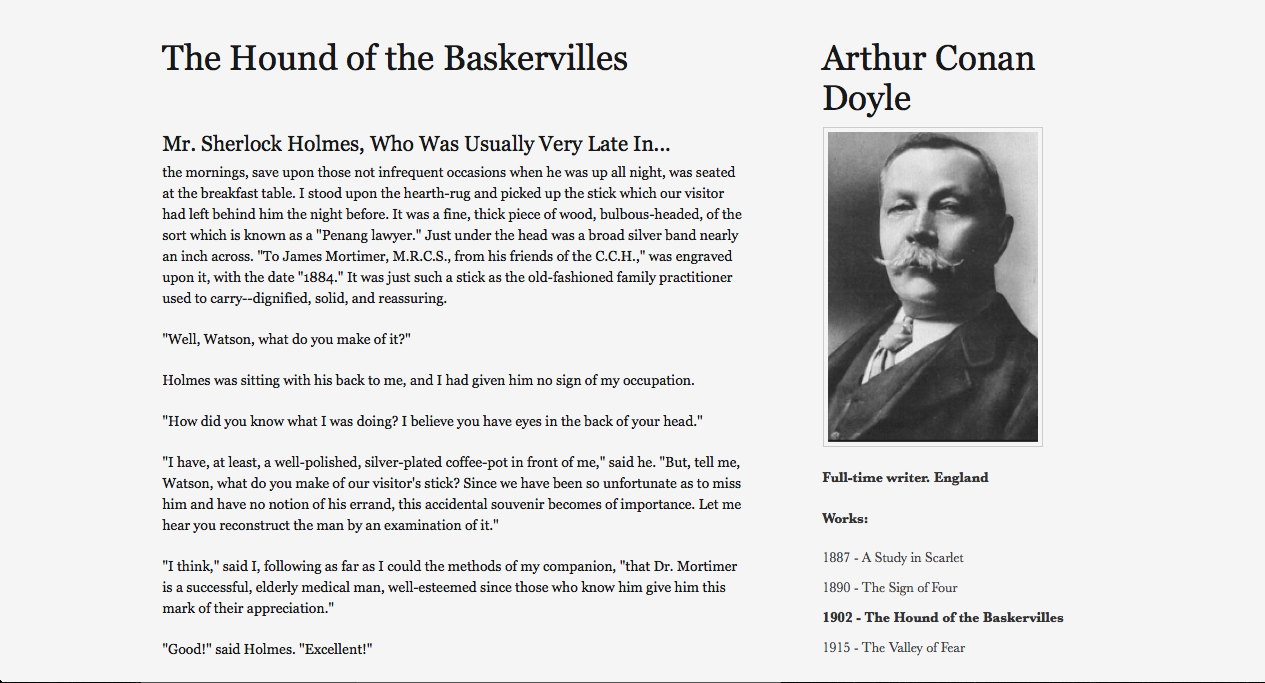 The Hound of the Baskervilles
Mr. Sherlock Holmes, Who Was Usually Very Late In...
the mornings, save upon those not infrequent occasions when he was up all night, was seated
at the breakfast table. I stood upon the hearth-rug and picked up the stick which our visitor
had left behind him the night before. It was a fine, thick piece of wood, bulbous-headed, of the
sort which is known as a "Penang lawyer." Just under the head was a broad silver band nearly
an inch across. "To James Mortimer, M.R.C.S., from his friends of the C.C.H.," was engraved
upon it, with the date "1884." It was just such a stick as the old-fashioned family practitioner
used to carry--dignified, solid, and reassuring.
"Well, Watson, what do you make of it?"
Holmes was sitting with his back to me, and I had given him no sign of my occupation.
"How did you know what I was doing? I believe you have eyes in the back of your head."
"I have, at least, a well-polished, silver-plated coffee-pot in front of me," said he. "But, tell me,
Watson, what do you make of our visitor's stick? Since we have been so unfortunate as to miss
him and have no notion of his errand, this accidental souvenir becomes of importance. Let me
hear you reconstruct the man by an examination of it."
"I think," said I, following as far as I could the methods of my companion, "that Dr. Mortimer
is a successful, elderly medical man, well-esteemed since those who know him give him this
mark of their appreciation."
"Good!" said Holmes. "Excellent!"
Arthur Conan
Doyle
Full-time writer. England
Works:
1887 - A Study in Scarlet
1890 - The Sign of Four
1902 - The Hound of the Baskervilles
1915 - The Valley of Fear